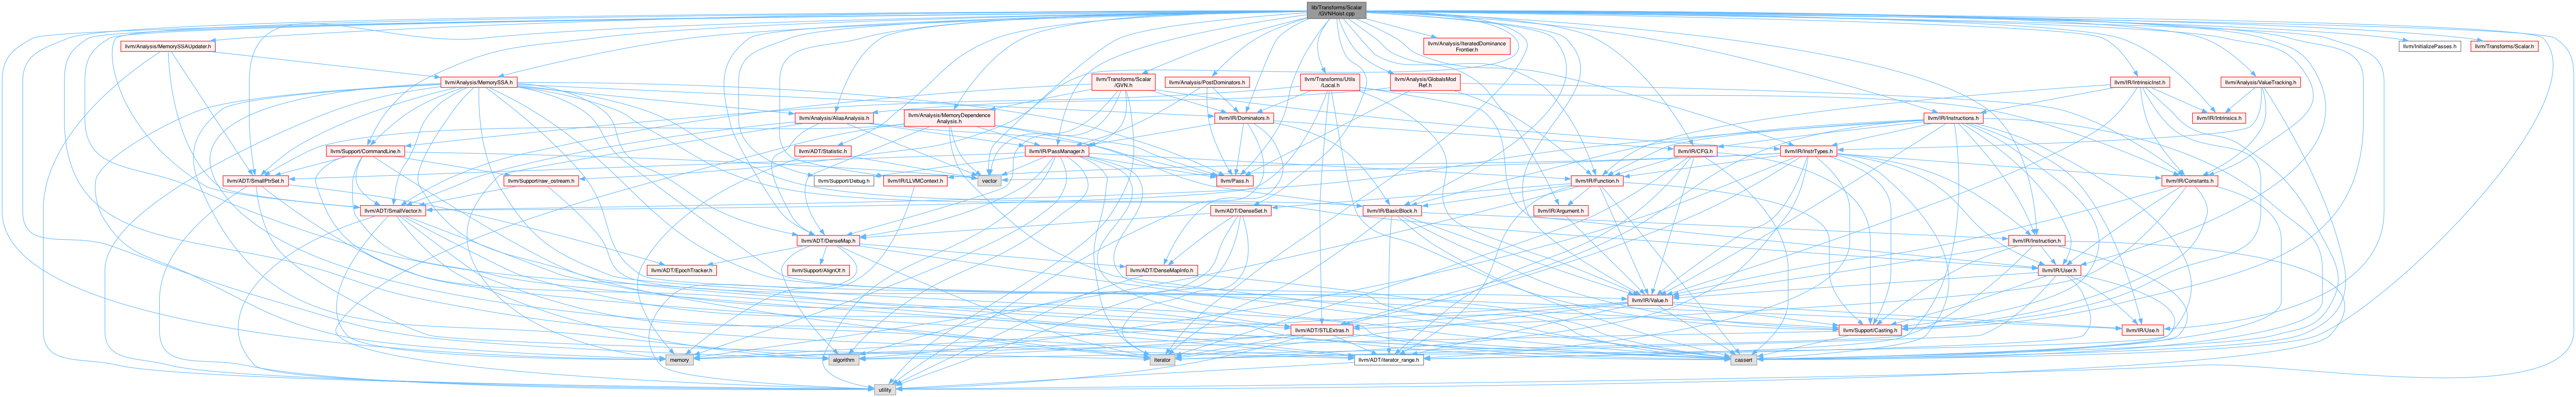 lib/Transforms/Scalar
/GVNHoist.cpp
llvm/Analysis/MemorySSAUpdater.h
llvm/Analysis/IteratedDominance
Frontier.h
llvm/InitializePasses.h
llvm/Transforms/Scalar.h
llvm/Analysis/MemorySSA.h
llvm/Transforms/Scalar
/GVN.h
llvm/Analysis/PostDominators.h
llvm/Transforms/Utils
/Local.h
llvm/Analysis/GlobalsMod
Ref.h
llvm/IR/IntrinsicInst.h
llvm/Analysis/ValueTracking.h
llvm/Analysis/AliasAnalysis.h
llvm/Analysis/MemoryDependence
Analysis.h
llvm/IR/Dominators.h
llvm/IR/Instructions.h
llvm/IR/Intrinsics.h
llvm/Support/CommandLine.h
llvm/ADT/Statistic.h
llvm/IR/PassManager.h
llvm/IR/CFG.h
llvm/IR/InstrTypes.h
llvm/ADT/SmallPtrSet.h
llvm/Support/raw_ostream.h
llvm/Support/Debug.h
llvm/IR/LLVMContext.h
vector
llvm/Pass.h
llvm/IR/Function.h
llvm/IR/Constants.h
llvm/ADT/SmallVector.h
llvm/ADT/DenseSet.h
llvm/IR/BasicBlock.h
llvm/IR/Argument.h
llvm/ADT/DenseMap.h
llvm/IR/Instruction.h
llvm/ADT/EpochTracker.h
llvm/Support/AlignOf.h
llvm/ADT/DenseMapInfo.h
llvm/IR/User.h
llvm/IR/Value.h
llvm/ADT/STLExtras.h
llvm/Support/Casting.h
llvm/IR/Use.h
memory
algorithm
iterator
llvm/ADT/iterator_range.h
cassert
utility